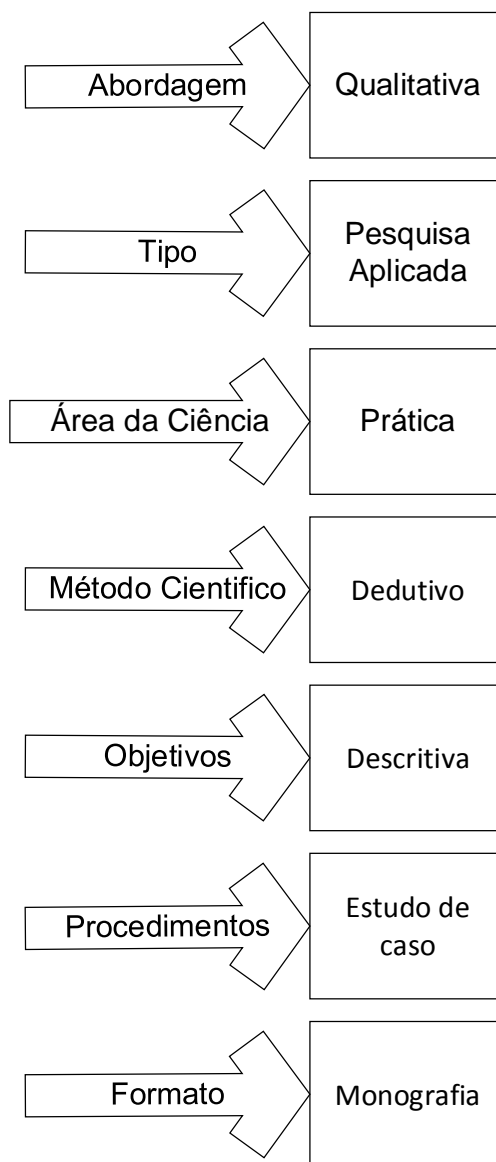 Abordagem
Qualitativa
Tipo
Pesquisa
Aplicada
Área da Ciência
Prática
Método Cientifico
Dedutivo
Objetivos
Descritiva
Procedimentos
Estudo de
caso
Formato
Monografia